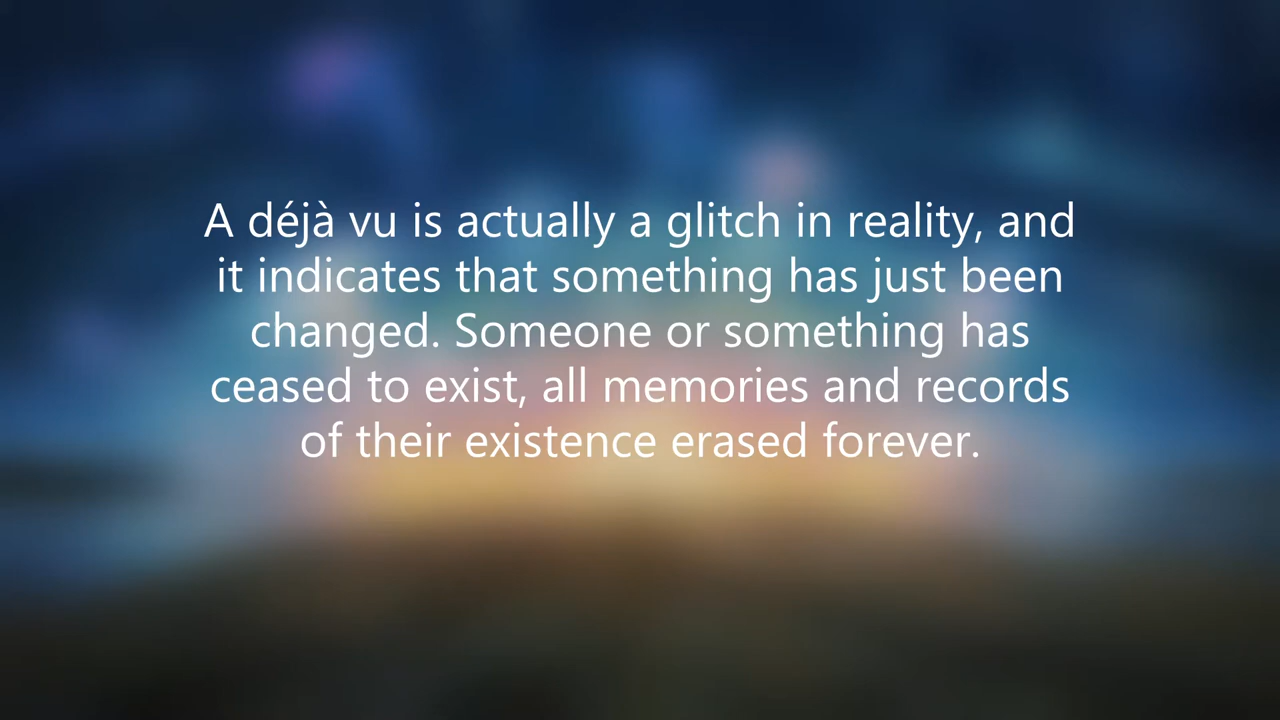 A déjà vu is actually a glitch in reality, and
it indicates that something has just been
changed. Someone or something has
ceased to exist, all memories and records
of their existence erased forever.